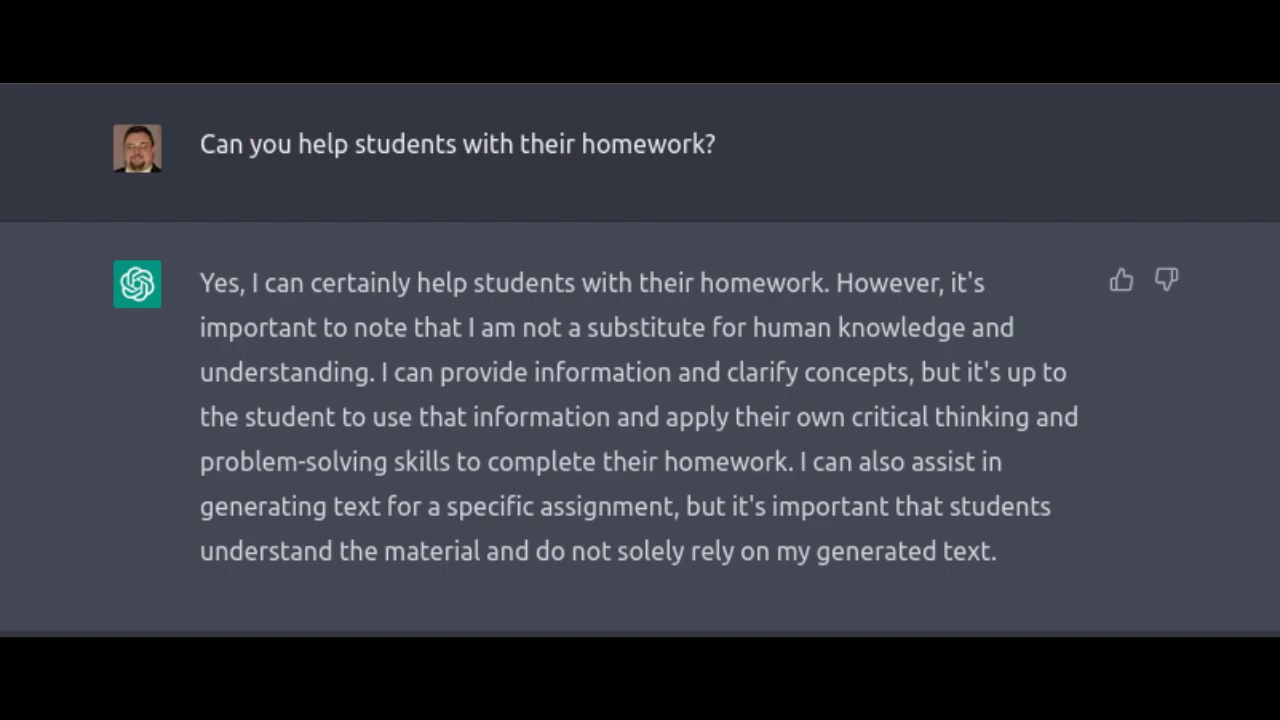 Can you help students with their homework?
Yes, I can certainly help students with their homework. However, it's
important to note that I am not a substitute for human knowledge and
understanding. I can provide information and clarify concepts, but it's up to
the student to use that information and apply their own critical thinking and
problem-solving skills to complete their homework. I can also assist in
generating text for a specific assignment, but it's important that students
understand the material and do not solely rely on my generated text.